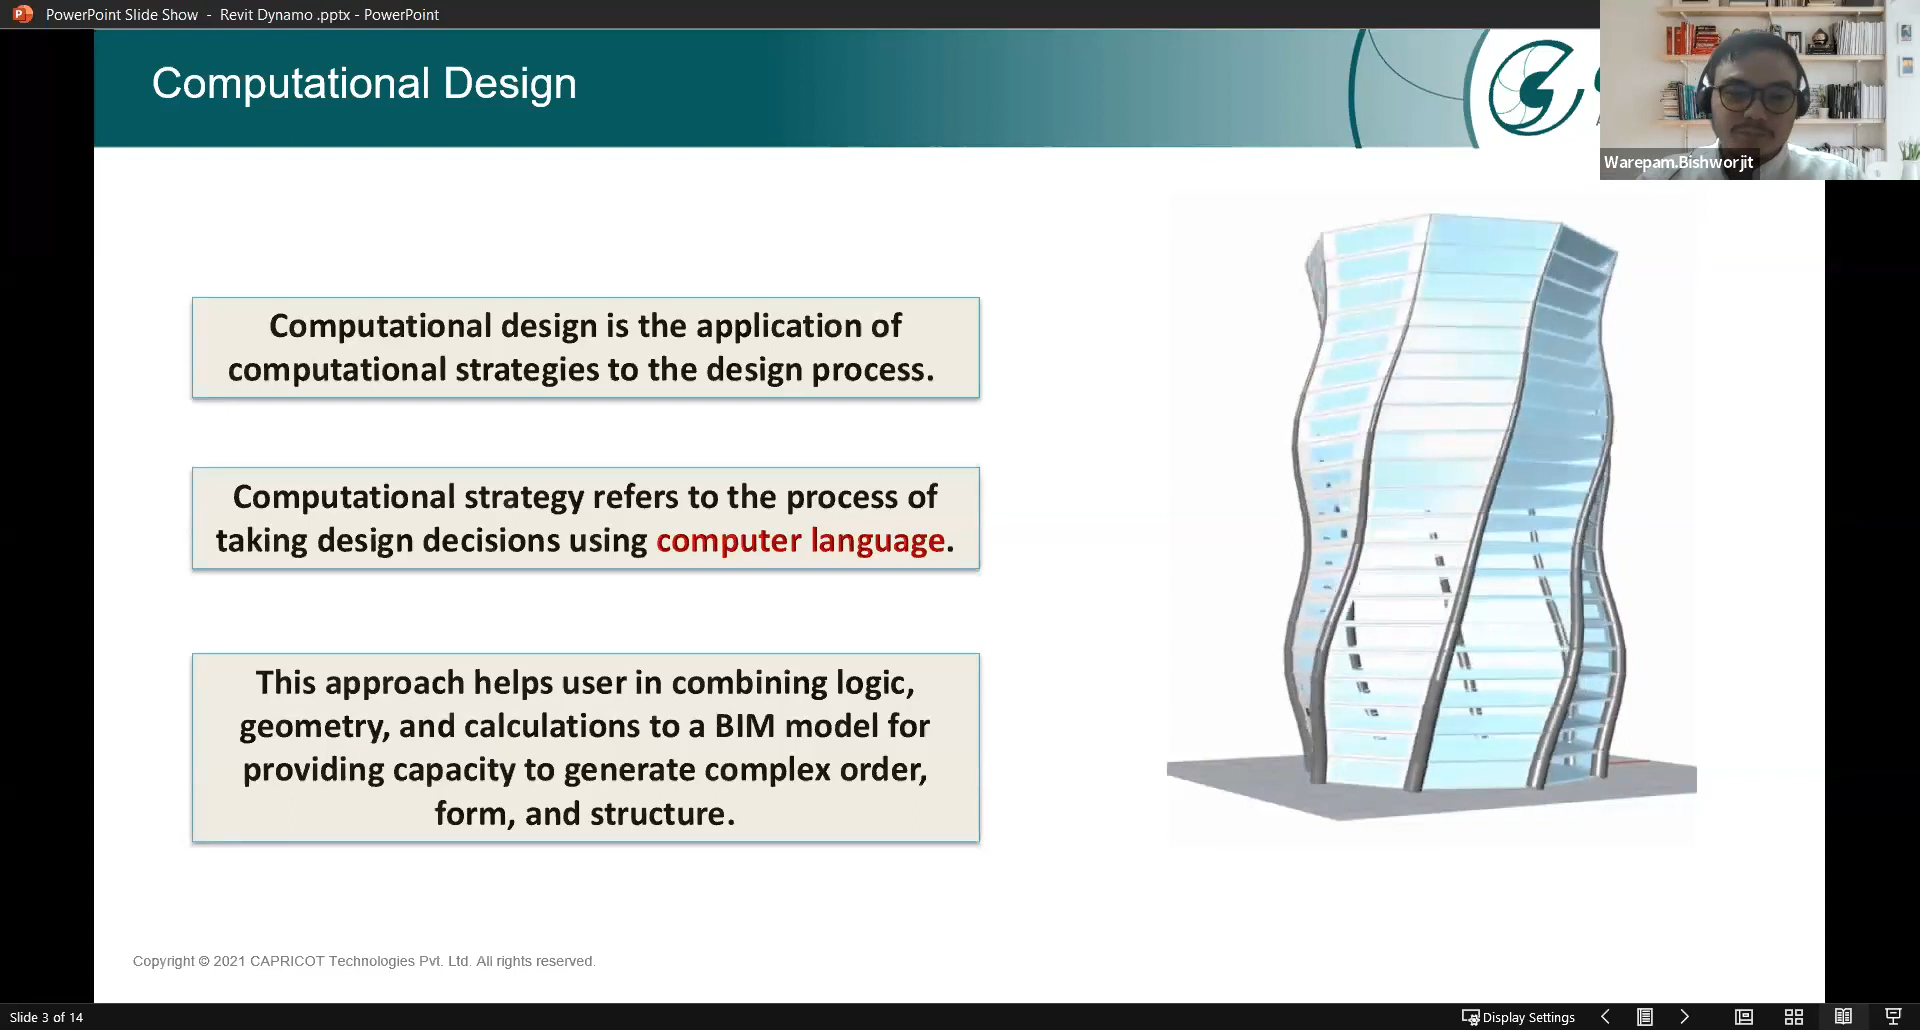 PowerPoint Slide Show - Revit Dynamo .pptx - PowerPoint
Computational Design
Warepam.Bishworjit
Computational design is the application of
computational strategies to the design process.
Computational strategy refers to the process of
taking design decisions using computer language.
This approach helps user in combining logic,
geometry, and calculations to a BIM model for
providing capacity to generate complex order,
form, and structure.
Copyright © 2021 CAPRICOT Technologies Pvt. Ltd. All rights reserved.
Slide 3 of 14
Display Settings